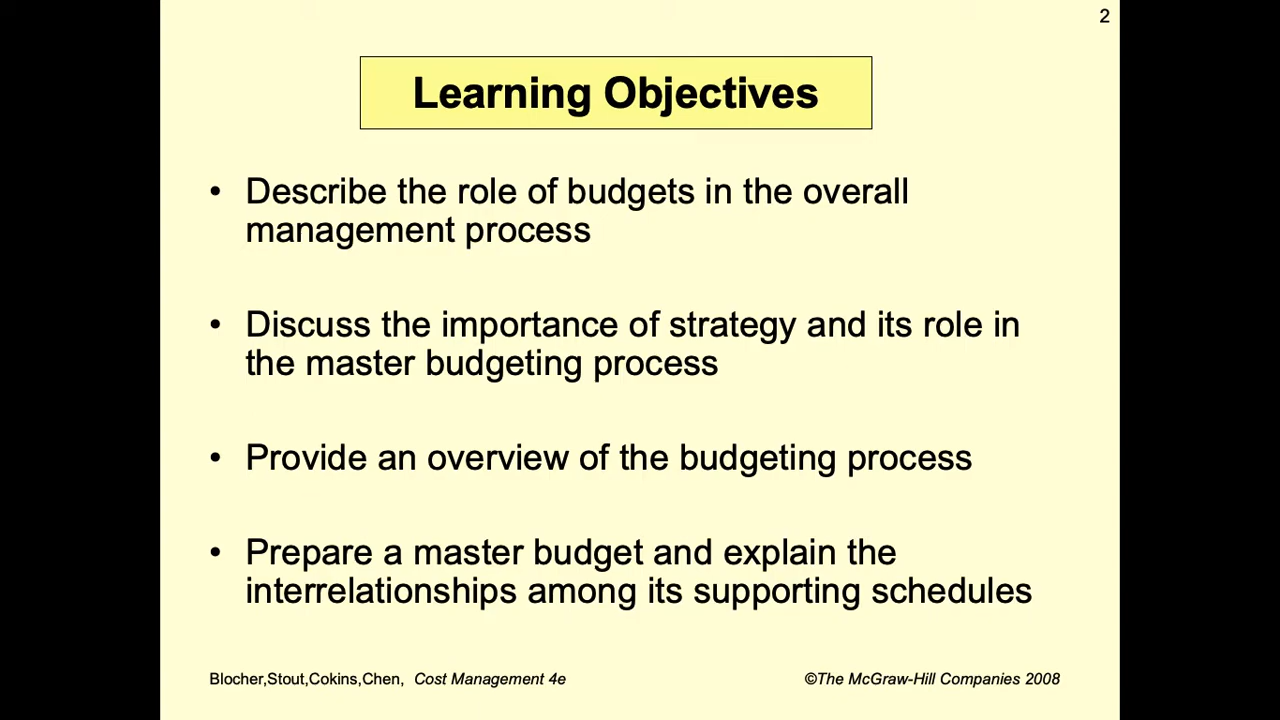 2
Learning Objectives
• Describe the role of budgets in the overall
management process
• Discuss the importance of strategy and its role in
the master budgeting process
• Provide an overview of the budgeting process
• Prepare a master budget and explain the
interrelationships among its supporting schedules
Blocher,Stout,Cokins,Chen, Cost Management 4e
©The McGraw-Hill Companies 2008